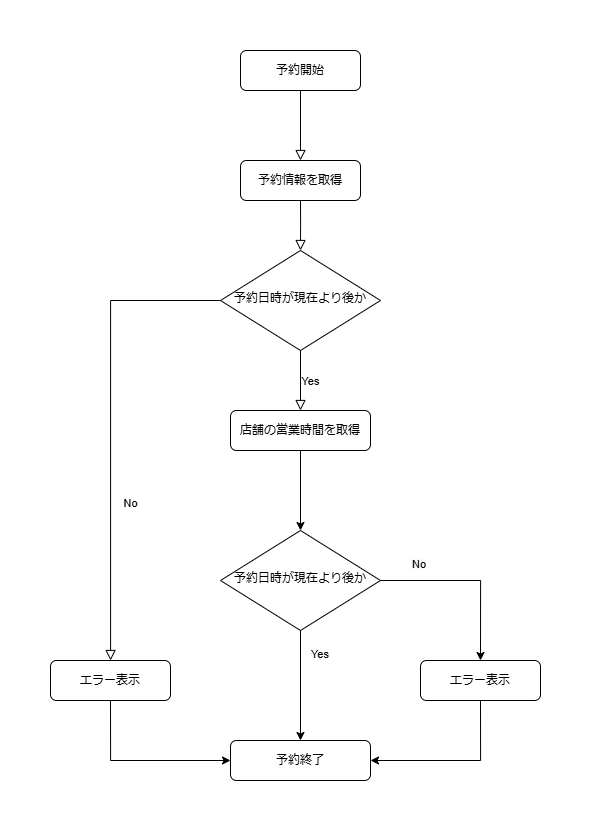 予約開始
予約情報を取得
予約日時が現在より後か
Yes
店舗の営業時間を取得
No
予約日時が現在より後か
No
Yes
エラー表示
エラー表示
予約終了